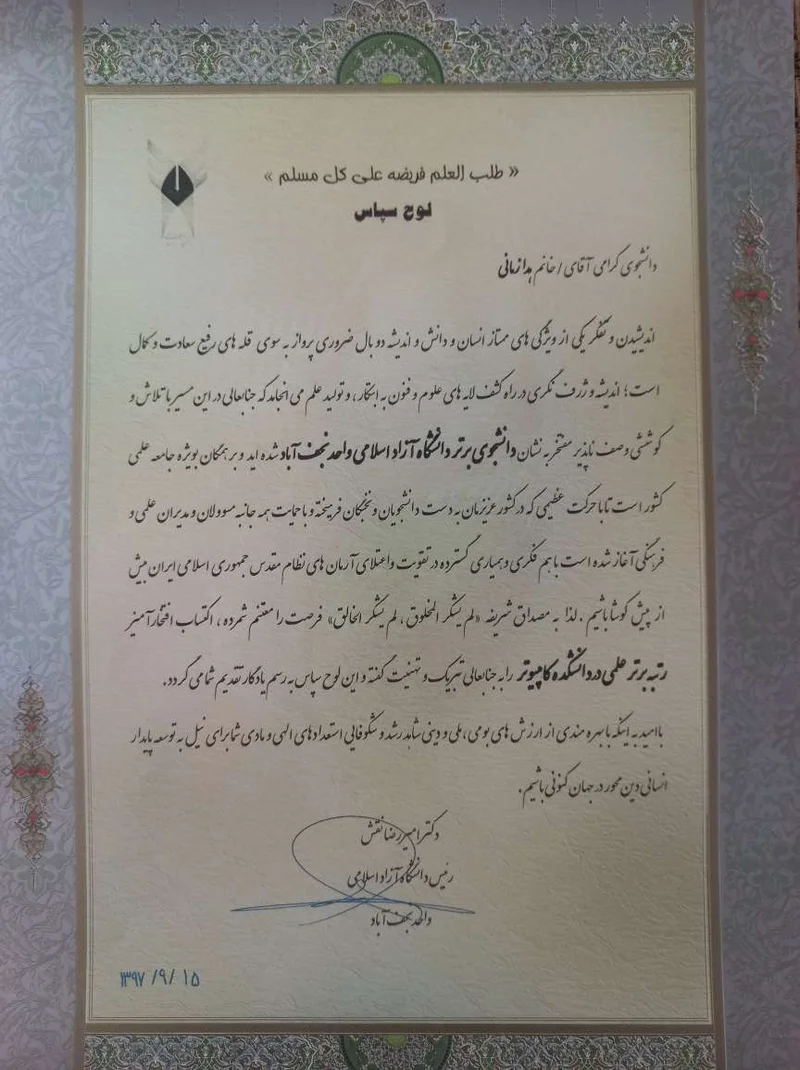 « طلب العلم فریضه علی کل مسلم »
لوح سپاس
دانشجوی گرامی آقای / خانم هدا زمانی
اندیشیدن و تفکر یکی از ویژگی های ممتاز انسان و دانش و اندیشه دو بال ضروری پرواز به سوی قله های رفیع سعادت و کمال
است؛ اندیشه و ژرف نگری در راه کشف لایه های علوم و فنون به ابتکار ، و تولید علم می انجامد که جنابعالی در این مسیر با تلاش و
کوششی وصف ناپذیر مفتخر به نشان دانشجوی برتر دانشگاه آزاد اسلامی واحد نجف آباد شده اید و بر همگان بویژه جامعه علمی
کشور است تا با حرکت عظیمی که در کشور عزیزمان به دست دانشجویان و نخبگان فرهیخته و با حمایت همه جانبه مسوولان و مدیران علمی و
فرهنگی آغاز شده است با هم فکری و همیاری گسترده در تقویت و اعتلای آرمان های نظام مقدس جمهوری اسلامی ایران بیش
از پیش کوشا باشیم . لذا به مصداق شریفه «لم یشکر المخلوق ، لم یشکر الخالق» فرصت را مغتنم شمرده ، اکتساب افتخار آمیز
رتبه برتر علمی در دانشکده کامپیوتر را به جنابعالی تبریک و تهنیت گفته و این لوح سپاس به رسم یادگار تقدیم شما می گردد.
با امید به اینکه با بهره مندی از ارزش های بومی، ملی و دینی شاهد رشد و شکوفایی استعداد های الهی و مادی شما برای نیل به توسعه پایدار
انسانی دین محور در جهان کنونی باشیم.
دکتر امیررضا نقش
رئیس دانشگاه آزاد اسلامی
واحد نجف آباد
۱۳۹۷ /۹/ ۱۵